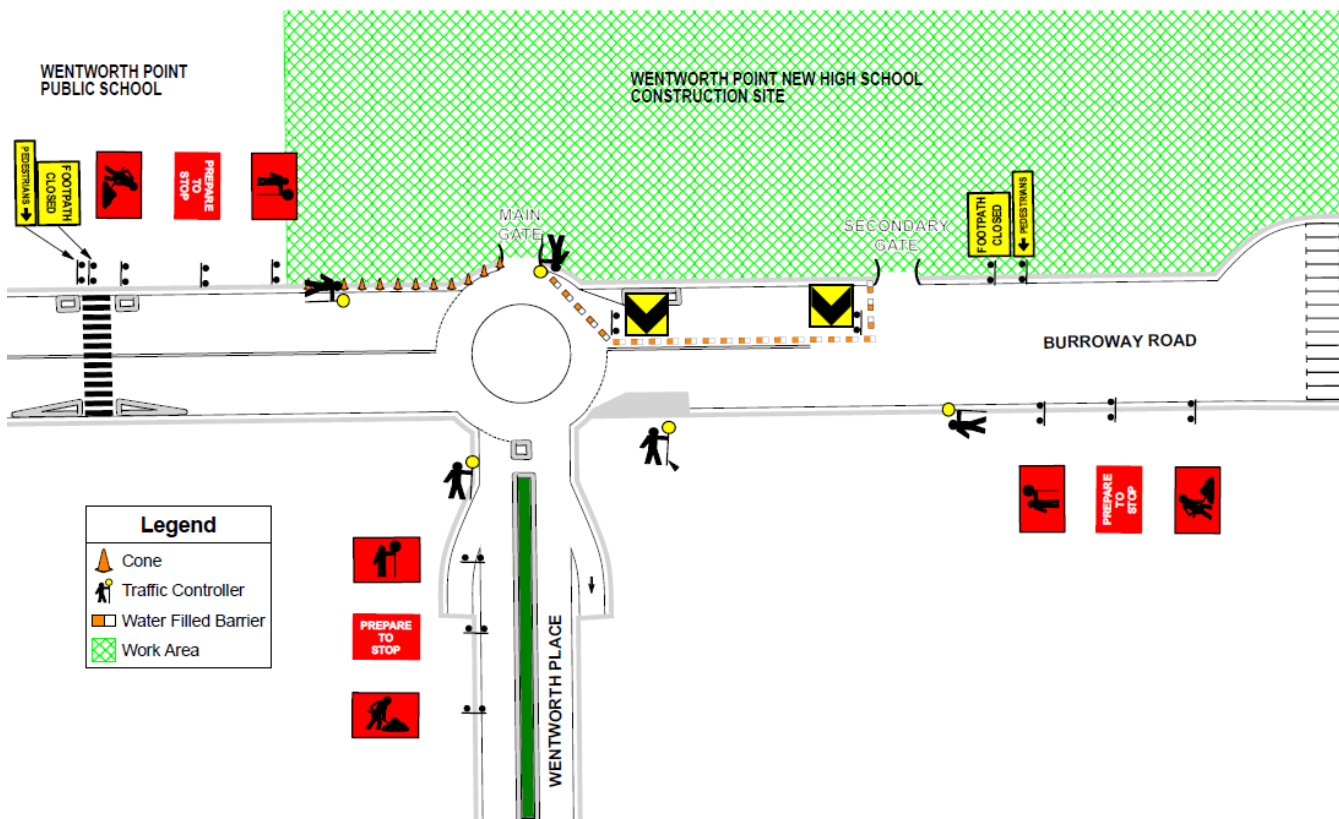 WENTWORTH POINT
PUBLIC SCHOOL
WENTWORTH POINT NEW HIGH SCHOOL
CONSTRUCTION SITE
PEDESTRIANS
FOOTPATH
CLOSED
PREPARE
TO
STOP
MAIN
GATE
SECONDARY
GATE
FOOTPATH
CLOSED
PEDESTRIANS
BURROWAY ROAD
PREPARE
TO
STOP
Legend
Cone
Traffic Controller
Water Filled Barrier
Work Area
PREPARE
TO
STOP
WENTWORTH PLACE